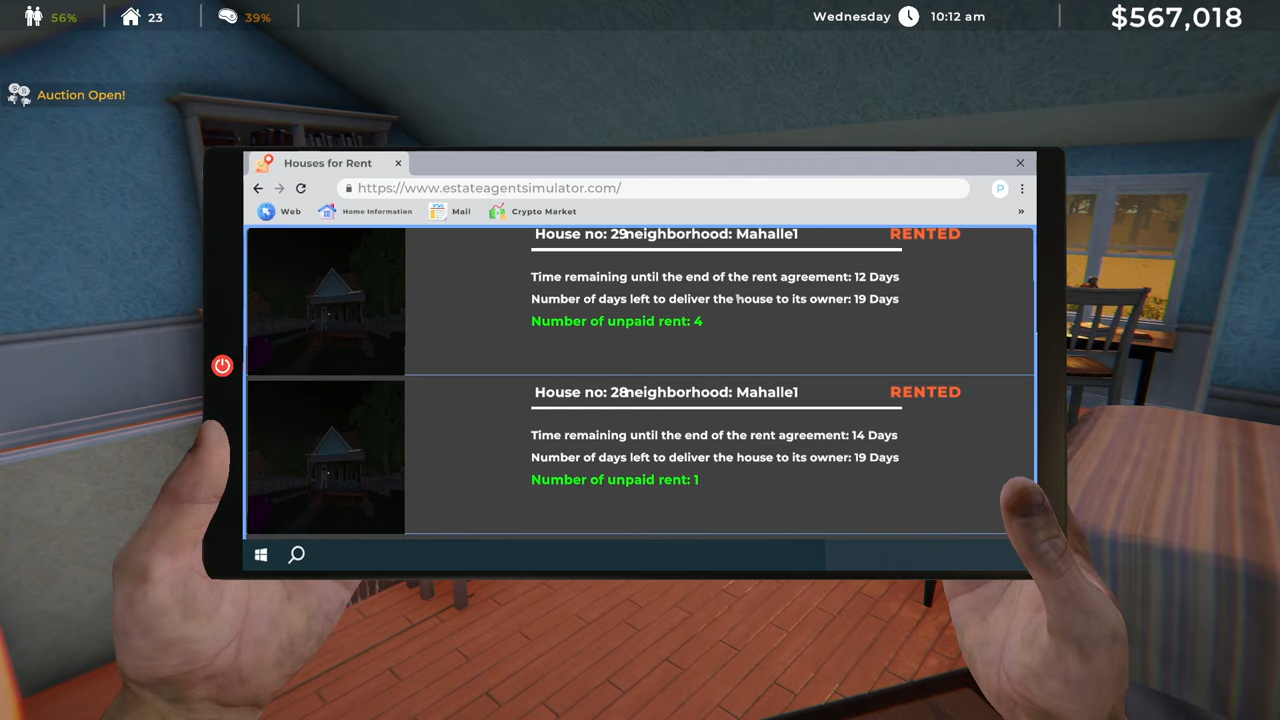 56%
23
39%
Wednesday
10:12 am
$567,018
Auction Open!
Houses for Rent
https://www.estateagentsimulator.com/
P
Web
Home Information
Mail
Crypto Market
»
House no: 29neighborhood: Mahalle1
RENTED
Time remaining until the end of the rent agreement: 12 Days
Number of days left to deliver the house to its owner: 19 Days
Number of unpaid rent: 4
House no: 28neighborhood: Mahalle1
RENTED
Time remaining until the end of the rent agreement: 14 Days
Number of days left to deliver the house to its owner: 19 Days
Number of unpaid rent: 1